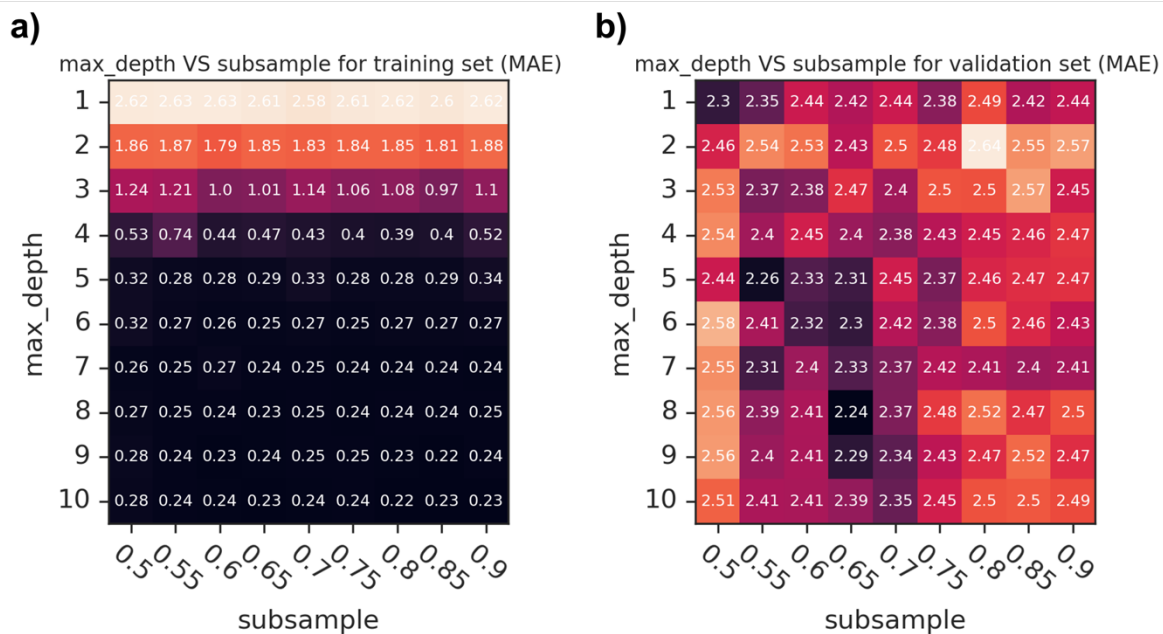 a)
max_depth VS subsample for training set (MAE)
max_depth
1 2.62 2.63 2.63 2.61 2.58 2.61 2.62 2.6 2.62
2 1.86 1.87 1.79 1.85 1.83 1.84 1.85 1.81 1.88
3 1.24 1.21 1.0 1.01 1.14 1.06 1.08 0.97 1.1
4 0.53 0.74 0.44 0.47 0.43 0.4 0.39 0.4 0.52
5 0.32 0.28 0.28 0.29 0.33 0.28 0.28 0.29 0.34
6 0.32 0.27 0.26 0.25 0.27 0.25 0.27 0.27 0.27
7 0.26 0.25 0.27 0.24 0.25 0.24 0.24 0.24 0.24
8 0.27 0.25 0.24 0.23 0.25 0.24 0.24 0.24 0.25
9 0.28 0.24 0.23 0.24 0.25 0.25 0.23 0.22 0.24
10 0.28 0.24 0.24 0.23 0.24 0.24 0.22 0.23 0.23
0.5 0.55 0.6 0.65 0.7 0.75 0.8 0.85 0.9
subsample
b)
max_depth VS subsample for validation set (MAE)
max_depth
1 2.3 2.35 2.44 2.42 2.44 2.38 2.49 2.42 2.44
2 2.46 2.54 2.53 2.43 2.5 2.48 2.64 2.55 2.57
3 2.53 2.37 2.38 2.47 2.4 2.5 2.5 2.57 2.45
4 2.54 2.4 2.45 2.4 2.38 2.43 2.45 2.46 2.47
5 2.44 2.26 2.33 2.31 2.45 2.37 2.46 2.47 2.47
6 2.58 2.41 2.32 2.3 2.42 2.38 2.5 2.46 2.43
7 2.55 2.31 2.4 2.33 2.37 2.42 2.41 2.4 2.41
8 2.56 2.39 2.41 2.24 2.37 2.48 2.52 2.47 2.5
9 2.56 2.4 2.41 2.29 2.34 2.43 2.47 2.52 2.47
10 2.51 2.41 2.41 2.39 2.35 2.45 2.5 2.5 2.49
0.5 0.55 0.6 0.65 0.7 0.75 0.8 0.85 0.9
subsample